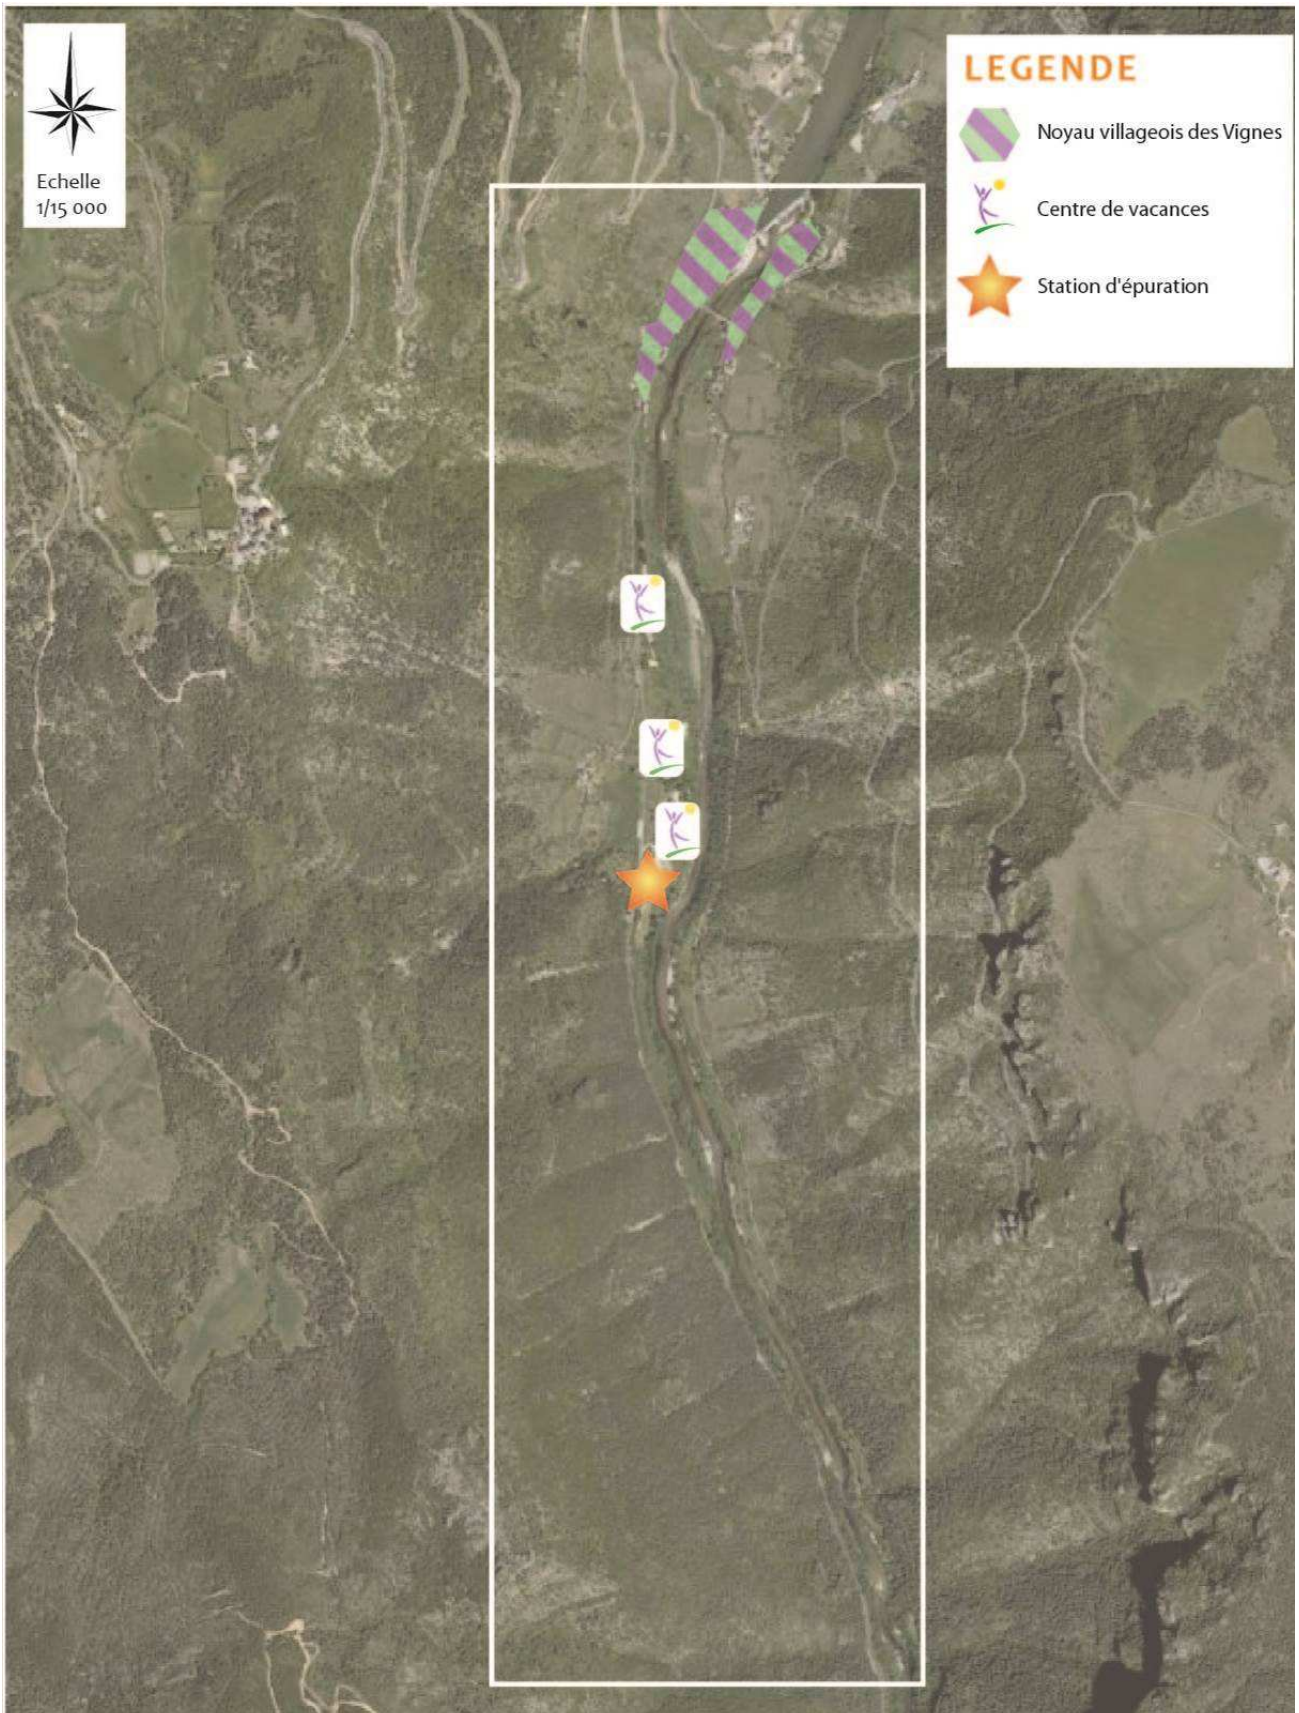 Echelle
1/15 000
LEGENDE
Noyau villageois des Vignes
Centre de vacances
Station d'épuration